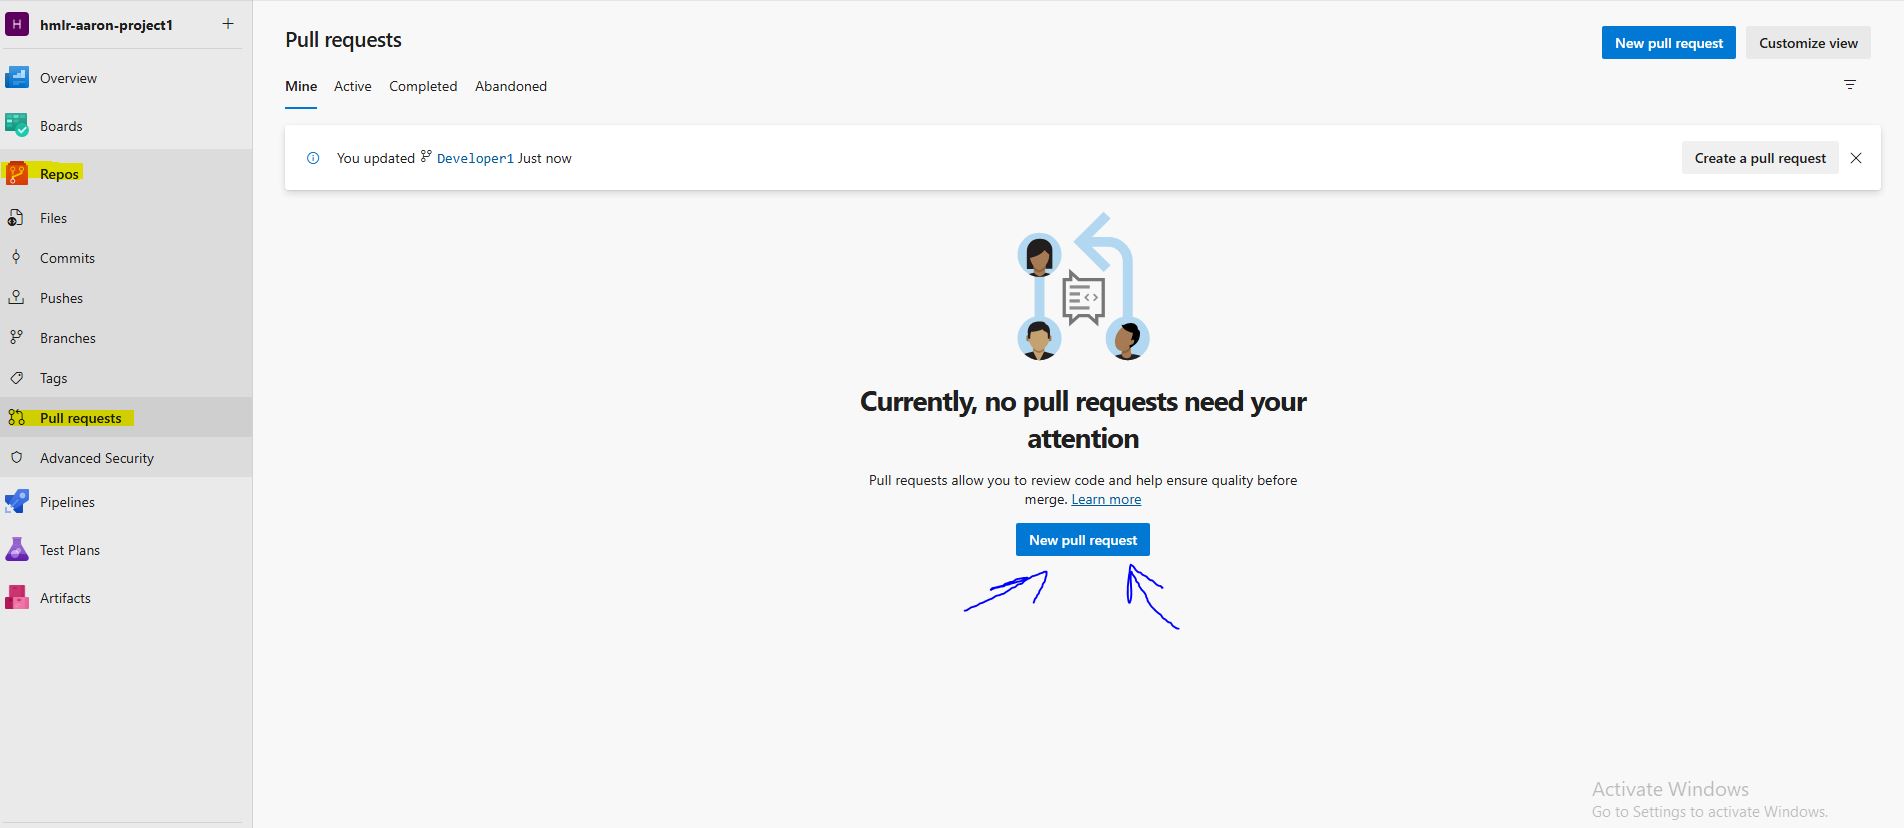 H hmlr-aaron-project1 +
Overview
Boards
Repos
Files
Commits
Pushes
Branches
Tags
Pull requests
Advanced Security
Pipelines
Test Plans
Artifacts
Pull requests
New pull request Customize view
Mine Active Completed Abandoned
You updated Developer1 Just now
Create a pull request
Currently, no pull requests need your
attention
Pull requests allow you to review code and help ensure quality before
merge. Learn more
New pull request
Activate Windows
Go to Settings to activate Windows.